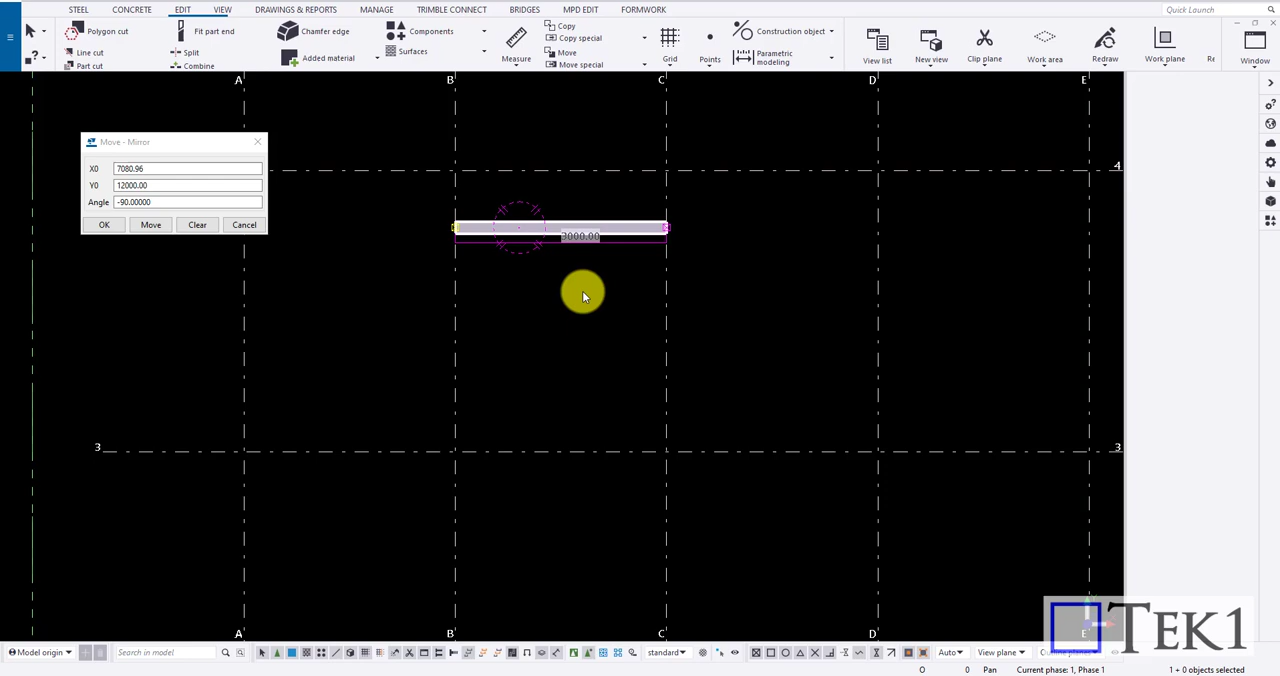 STEEL CONCRETE EDIT VIEW DRAWINGS & REPORTS MANAGE TRIMBLE CONNECT BRIDGES MPD EDIT FORMWORK Quick Launch
Polygon cut Fit part end Chamfer edge Components Copy Construction object
Copy special
Line cut Split Surfaces Move Parametric modeling
Part cut Combine Added material Measure Move special Grid Points View list New view Clip plane Work area Redraw Work plane Re Window
A B C D E
Move - Mirror
X0 7080.96
Y0 12000.00
Angle -90.00000
OK Move Clear Cancel
4
3000.00
3 3
A B C D E
TEK1
Model origin Search in model standard Auto View plane Outline planes
O 0 Pan Current phase: 1, Phase 1 1 + 0 objects selected